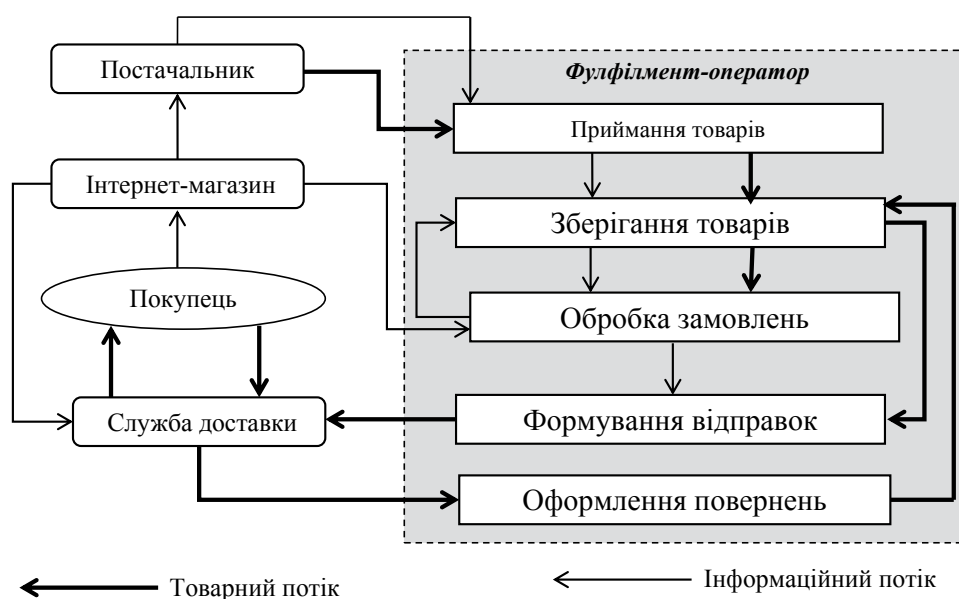 Постачальник
Фулфілмент-оператор
Приймання товарів
Інтернет-магазин
Зберігання товарів
Покупець
Обробка замовлень
Служба доставки
Формування відправок
Оформлення повернень
Товарний потік
Інформаційний потік